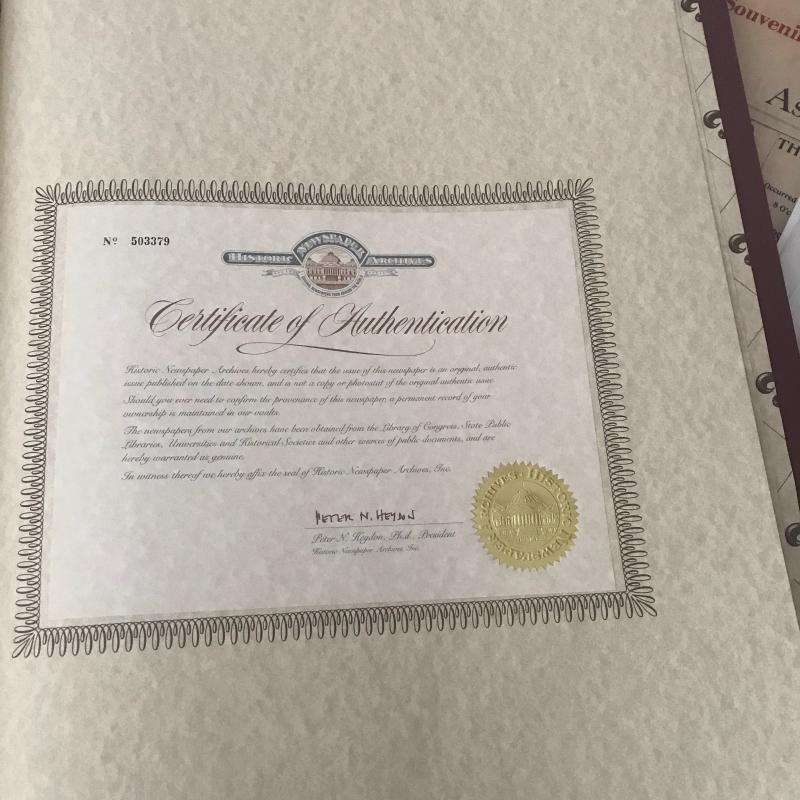 Nº 503379
HISTORIC NEWSPAPER ARCHIVES
Certificate of Authentication
Historic Newspaper Archives hereby certifies that the issue of this newspaper is an original, authentic
issue published on the date shown, and is not a copy or photostat of the original authentic issue
Should you ever need to confirm the provenance of this newspaper, a permanent record of your
ownership is maintained in our vaults.
The newspapers from our archives have been obtained from the Library of Congress, State Public
Libraries, Universities and Historical Societies and other sources of public documents, and are
hereby warranted as genuine.
In witness thereof we hereby affix the seal of Historic Newspaper Archives, Inc.
PETER N. HEYDON
Peter N. Heydon, Ph.d., President
Historic Newspaper Archives, Inc.
ARCHIVES HISTORIC NEWSPAPER
Souveni
As
TH
Occurred
8 O'c